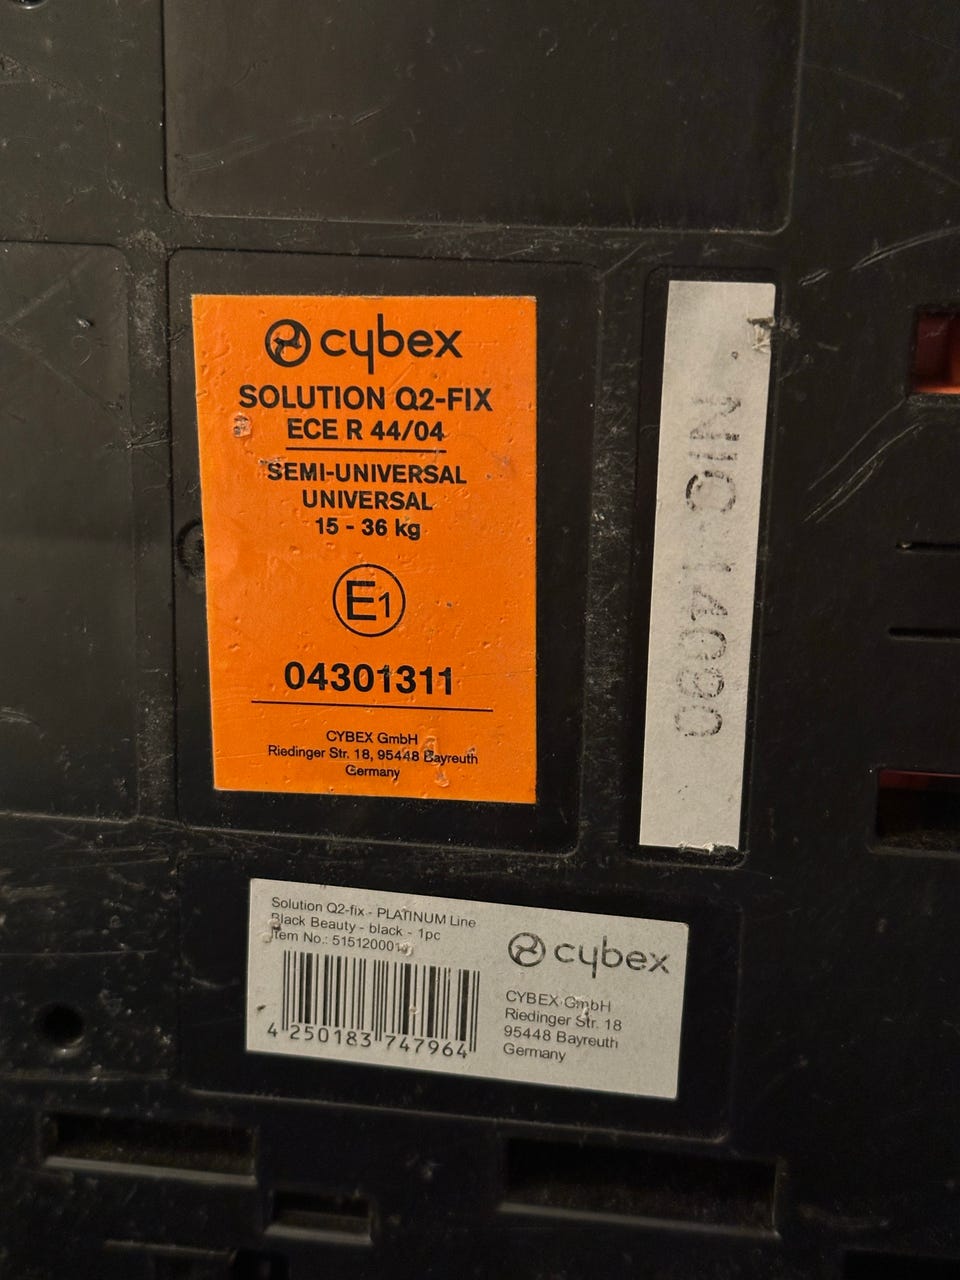 cybex
SOLUTION Q2-FIX
ECE R 44/04
SEMI-UNIVERSAL
UNIVERSAL
15 - 36 kg
E1
04301311
CYBEX GmbH
Riedinger Str. 18, 95448 Bayreuth
Germany
Solution Q2-fix - PLATINUM Line
Black Beauty - black - 1pc
Item No.:
4 250183 747964
cybex
CYBEX GmbH
Riedinger Str. 18
95448 Bayreuth
Germany